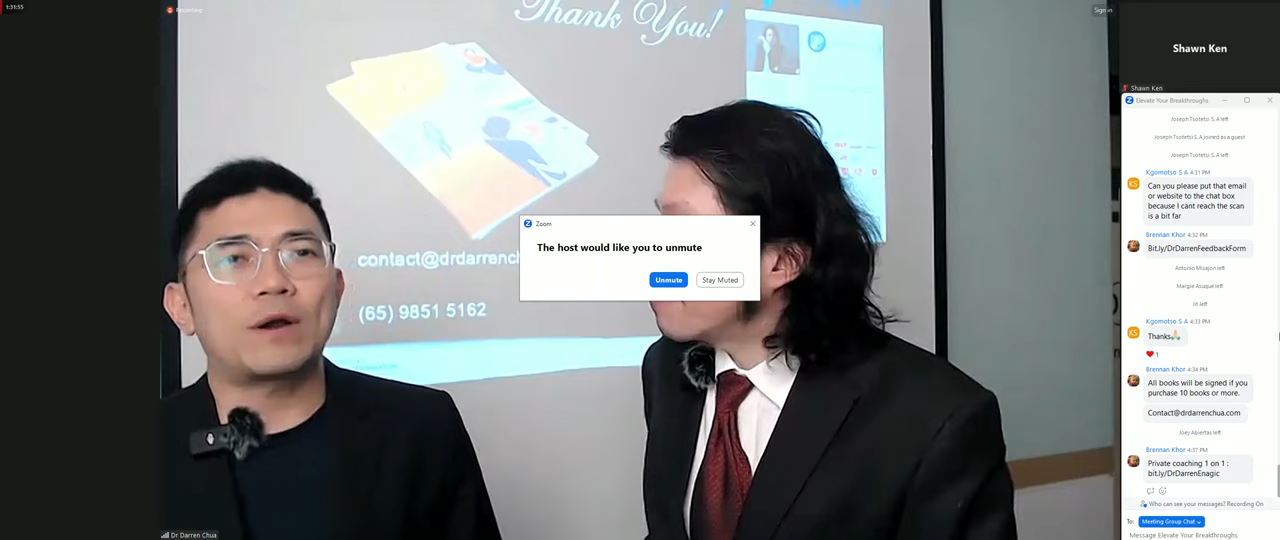 1:31:55
Recording
Sign in
Thank You!
contact@drdarrench
(65) 9851 5162
Zoom
The host would like you to unmute
Unmute
Stay Muted
Dr Darren Chua
Shawn Ken
Shawn Ken
Elevate Your Breakthroughs
Joseph Tsotetsi S. A left
Joseph Tsotetsi S. A joined as a guest
Joseph Tsotetsi S. A left
Kgomotso S A 4:31 PM
KS
Can you please put that email
or website to the chat box
because I cant reach the scan
is a bit far
Brennan Khor 4:32 PM
Bit.ly/DrDarrenFeedbackForm
Antonio Misajon left
Margie Asuque left
Jit left
Kgomotso S A 4:33 PM
KS
Thanks🙏🏻
❤️ 1
Brennan Khor 4:34 PM
All books will be signed if you
purchase 10 books or more.
Contact@drdarrenchua.com
Joey Abiertas left
Brennan Khor 4:37 PM
Private coaching 1 on 1 :
bit.ly/DrDarrenEnagic
Who can see your messages? Recording On
To: Meeting Group Chat
Message Elevate Your Breakthroughs